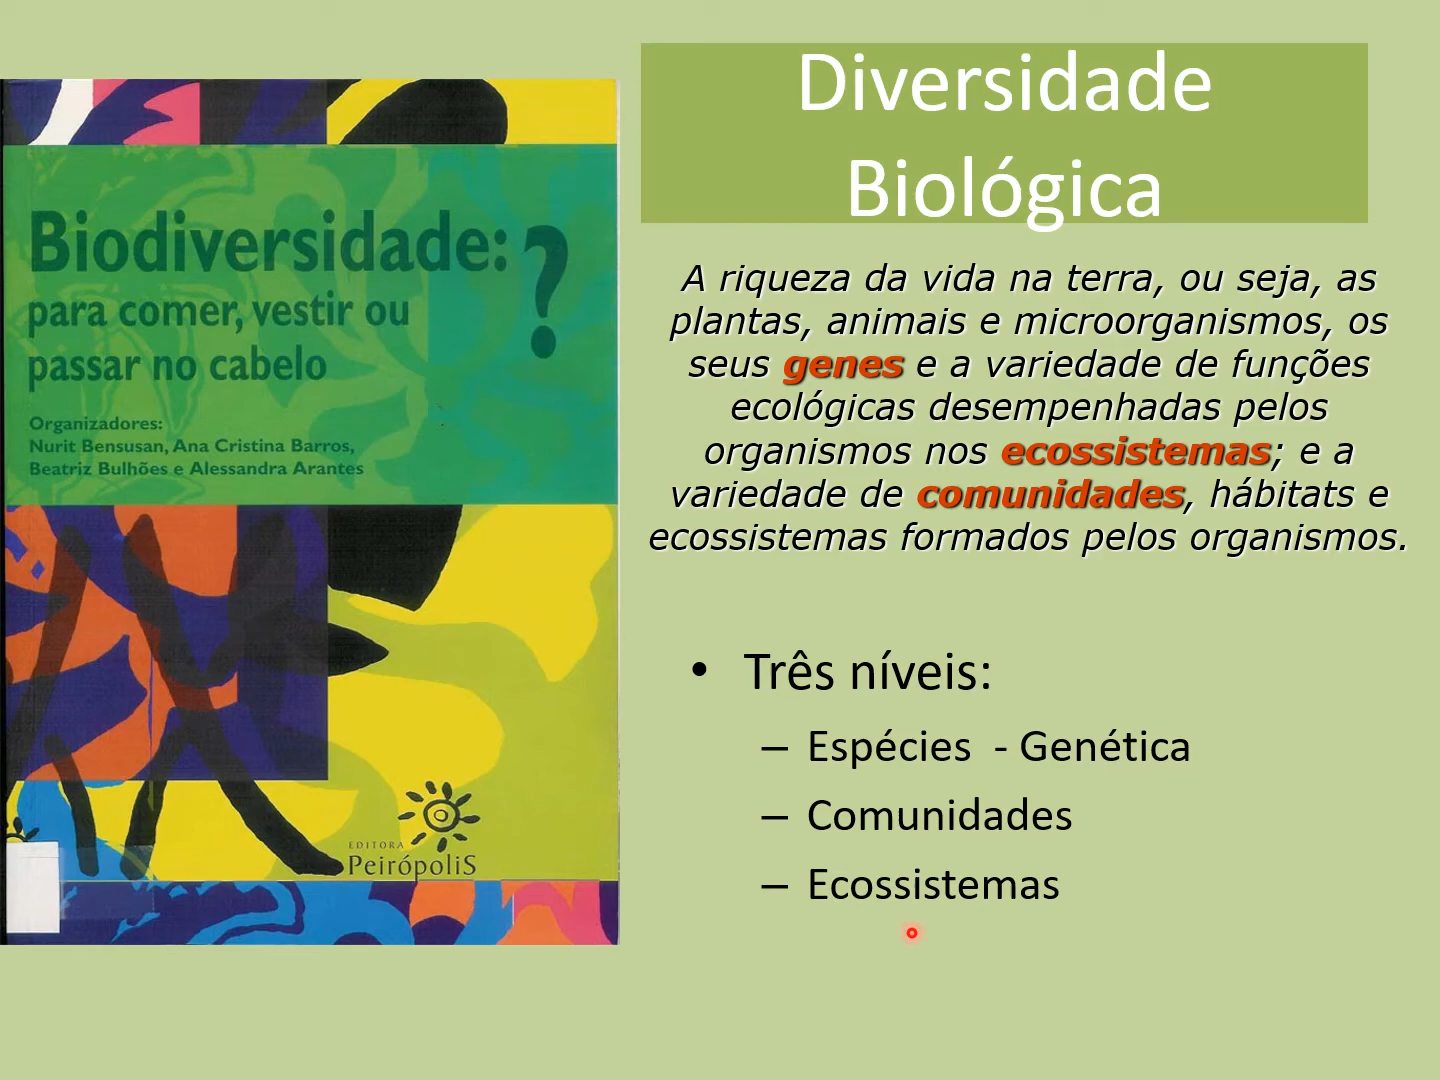 Diversidade
Biológica
Biodiversidade:?
para comer, vestir ou
passar no cabelo
Organizadores:
Nurit Bensusan, Ana Cristina Barros,
Beatriz Bulhões e Alessandra Arantes
EDITORA
PeirópoliS
A riqueza da vida na terra, ou seja, as
plantas, animais e microorganismos, os
seus genes e a variedade de funções
ecológicas desempenhadas pelos
organismos nos ecossistemas; e a
variedade de comunidades, hábitats e
ecossistemas formados pelos organismos.
• Três níveis:
– Espécies - Genética
– Comunidades
– Ecossistemas